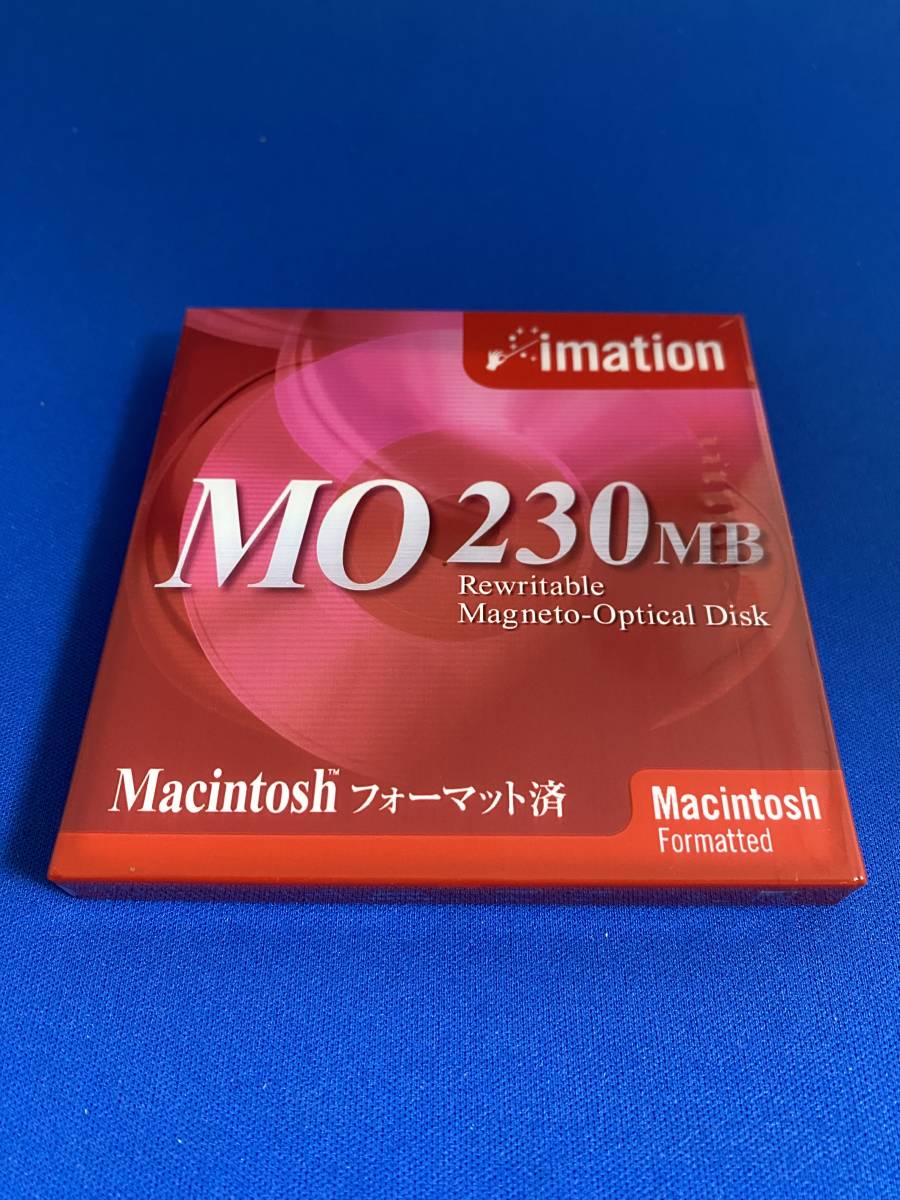 imation
MO 230MB
Rewritable
Magneto-Optical Disk
Macintosh™ フォーマット済
Macintosh
Formatted